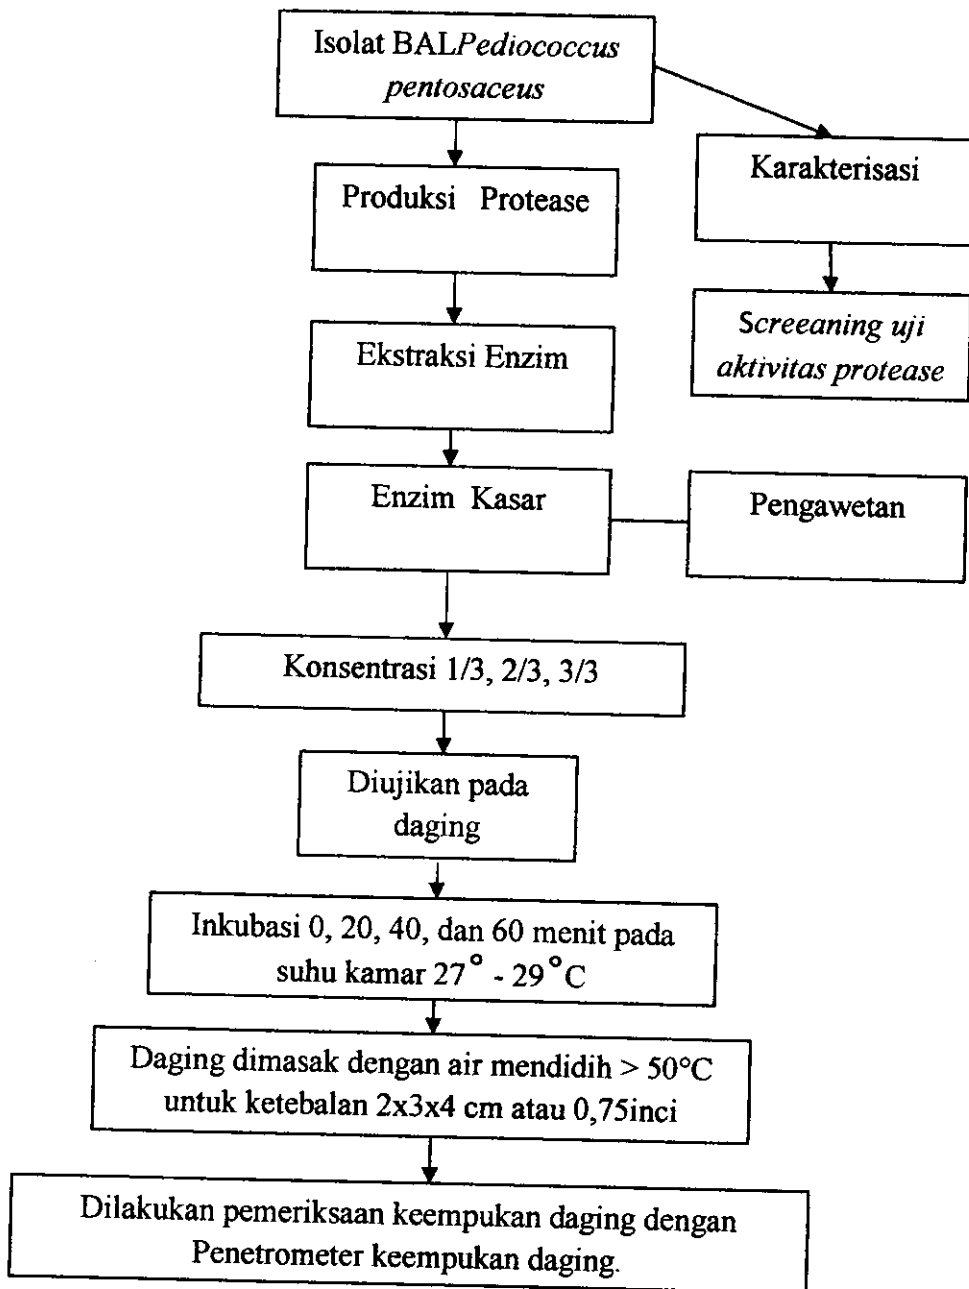 Isolat BALPediococcus
pentosaceus
Karakterisasi
Produksi Protease
Screeaning uji
aktivitas protease
Ekstraksi Enzim
Enzim Kasar
Pengawetan
Konsentrasi 1/3, 2/3, 3/3
Diujikan pada
daging
Inkubasi 0, 20, 40, dan 60 menit pada
suhu kamar 27° - 29°C
Daging dimasak dengan air mendidih > 50°C
untuk ketebalan 2x3x4 cm atau 0,75inci
Dilakukan pemeriksaan keempukan daging dengan
Penetrometer keempukan daging.